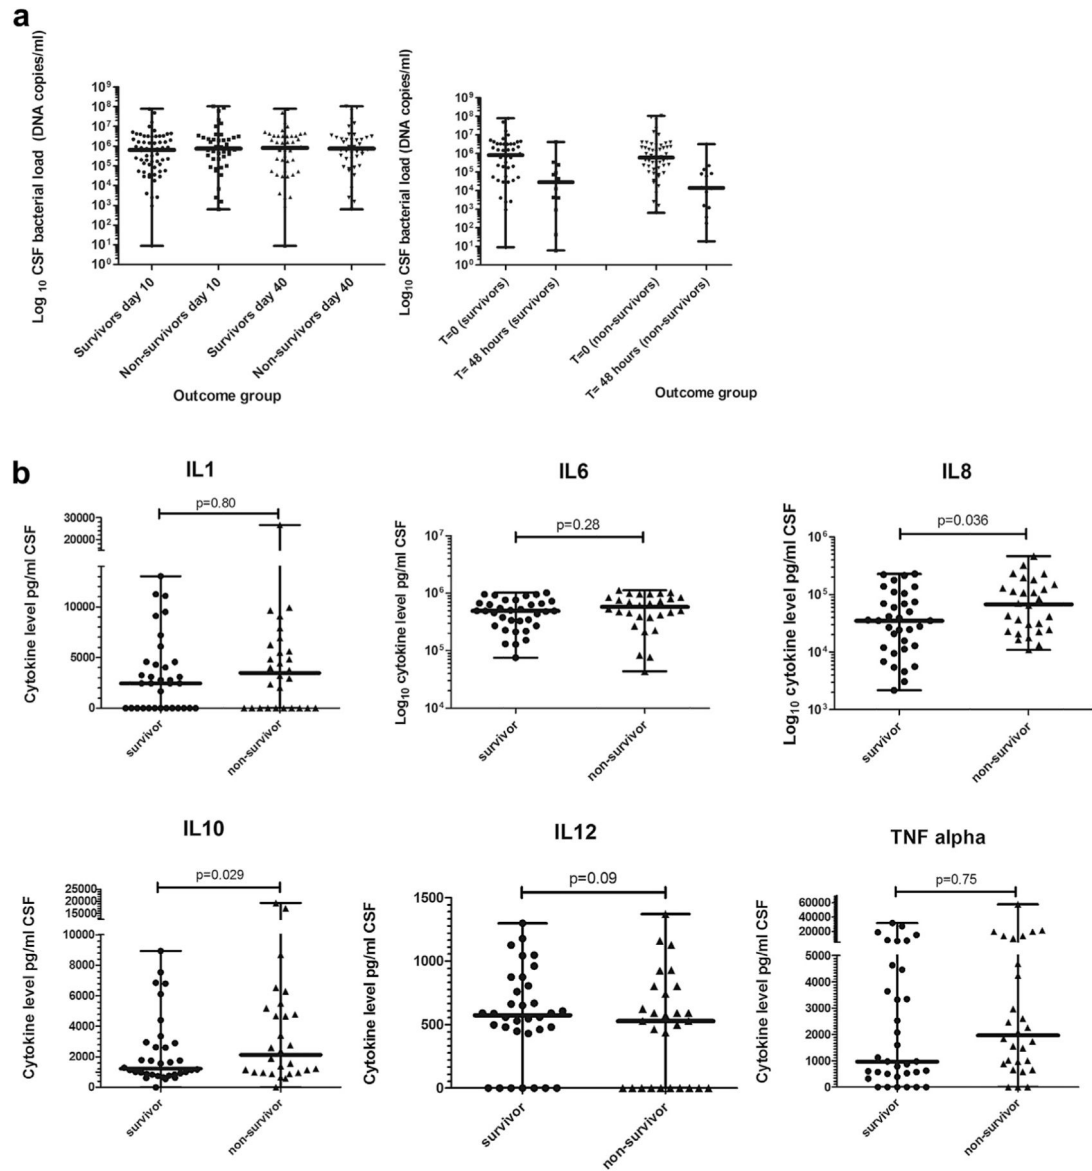 a
Log 10 CSF bacterial load (DNA copies/ml)
10^9
10^8
10^7
10^6
10^5
10^4
10^3
10^2
10^1
10^0
Survivors day 10
Non-survivors day 10
Survivors day 40
Non-survivors day 40
Outcome group
Log10 CSF bacterial load (DNA copies/ml)
10^9
10^8
10^7
10^6
10^5
10^4
10^3
10^2
10^1
10^0
T=0 (survivors)
T= 48 hours (survivors)
T=0 (non-survivors)
T= 48 hours (non-survivors)
Outcome group
b
IL1
p=0.80
Cytokine level pg/ml CSF
30000
20000
10000
5000
0
survivor
non-survivor
IL6
p=0.28
Log10 cytokine level pg/ml CSF
10^7
10^6
10^5
10^4
survivor
non-survivor
IL8
p=0.036
Log10 cytokine level pg/ml CSF
10^6
10^5
10^4
10^3
survivor
non-survivor
IL10
p=0.029
Cytokine level pg/ml CSF
25000
20000
15000
10000
8000
6000
4000
2000
0
survivor
non-survivor
IL12
p=0.09
Cytokine level pg/ml CSF
1500
1000
500
0
survivor
non-survivor
TNF alpha
p=0.75
Cytokine level pg/ml CSF
60000
40000
20000
5000
4000
3000
2000
1000
0
survivor
non-survivor